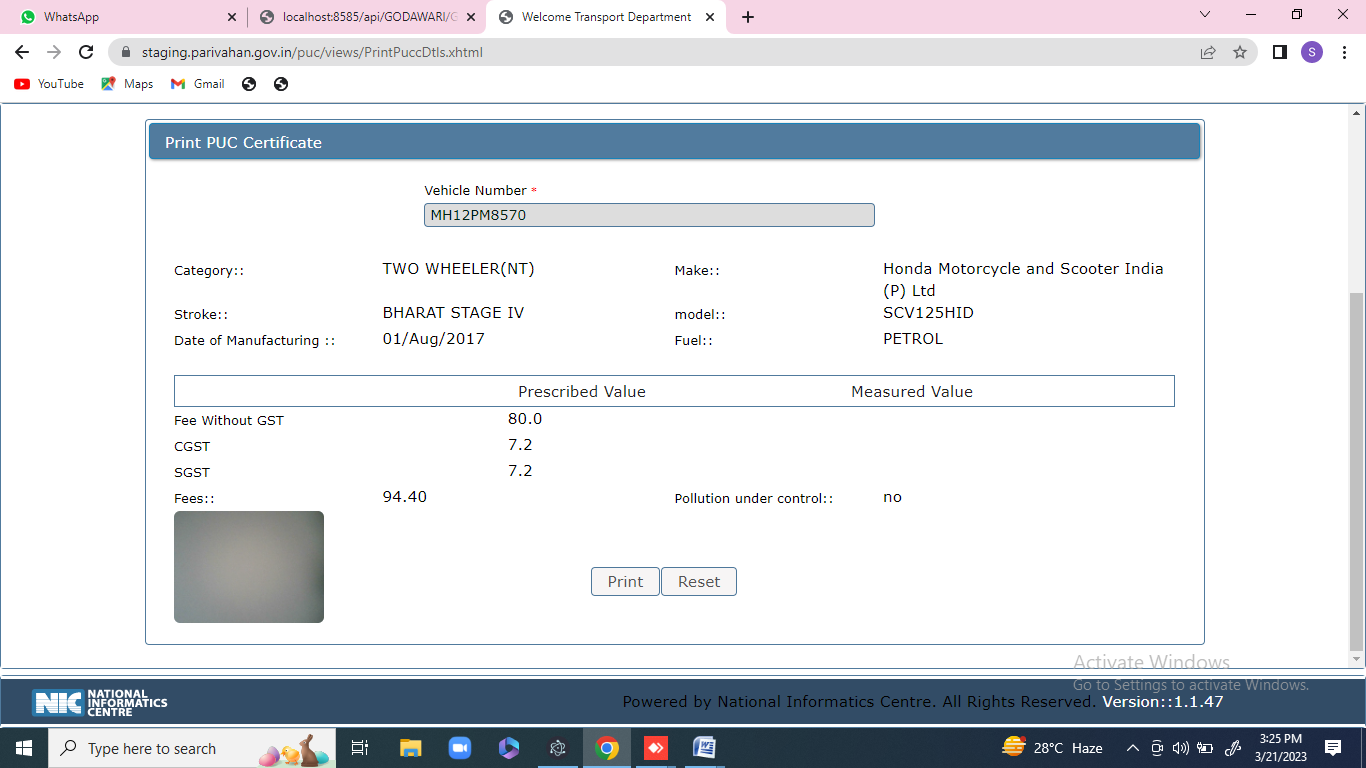 WhatsApp
localhost:8585/api/GODAWARI/G
Welcome Transport Department
staging.parivahan.gov.in/puc/views/PrintPuccDtls.xhtml
S
YouTube
Maps
Gmail
Print PUC Certificate
Vehicle Number *
MH12PM8570
Category:: TWO WHEELER(NT) Make:: Honda Motorcycle and Scooter India
(P) Ltd
Stroke:: BHARAT STAGE IV model:: SCV125HID
Date of Manufacturing :: 01/Aug/2017 Fuel:: PETROL
Prescribed Value Measured Value
Fee Without GST 80.0
CGST 7.2
SGST 7.2
Fees:: 94.40 Pollution under control:: no
Print Reset
Activate Windows
Go to Settings to activate Windows.
NIC NATIONAL
INFORMATICS
CENTRE
Powered by National Informatics Centre. All Rights Reserved. Version::1.1.47
Type here to search
28°C Haze
3:25 PM
3/21/2023